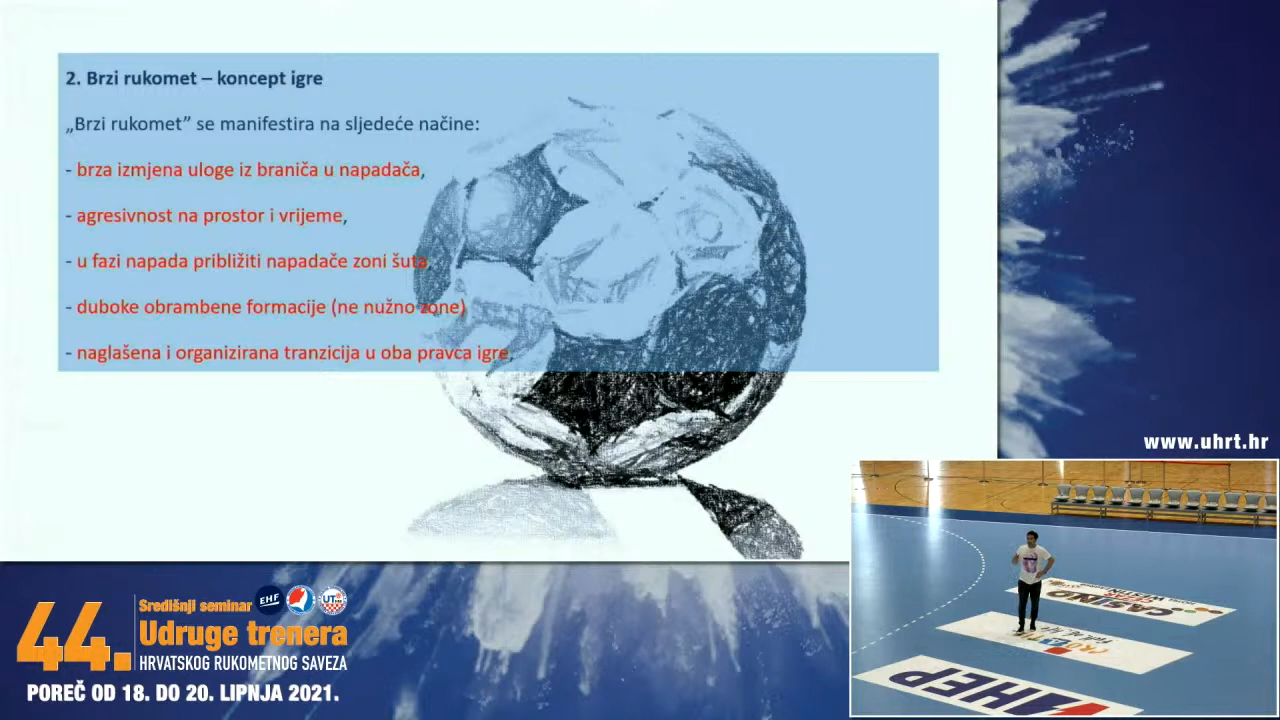 2. Brzi rukomet – koncept igre
„Brzi rukomet” se manifestira na sljedeće načine:
- brza izmjena uloge iz braniča u napadača,
- agresivnost na prostor i vrijeme,
- u fazi napada približiti napadače zoni šuta,
- duboke obrambene formacije (ne nužno zone)
- naglašena i organizirana tranzicija u oba pravca igre,
www.uhrt.hr
44.
Središnji seminar
EHF
Udruge trenera
HRVATSKOG RUKOMETNOG SAVEZA
POREČ OD 18. DO 20. LIPNJA 2021.
CASINO
HEP